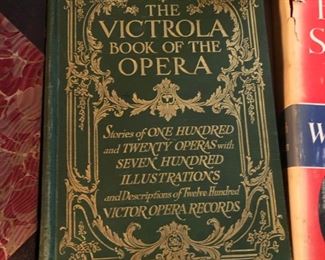 THE
VICTROLA
BOOK OF THE
OPERA
Stories of ONE HUNDRED
and TWENTY OPERAS with
SEVEN HUNDRED
ILLUSTRATIONS
and Descriptions of Twelve Hundred
VICTOR OPERA RECORDS